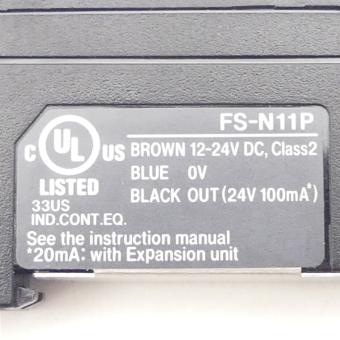 FS-N11P
C UL US
LISTED
33US
IND.CONT.EQ.
BROWN 12-24V DC, Class2
BLUE 0V
BLACK OUT (24V 100mA*)
See the instruction manual
*20mA: with Expansion unit